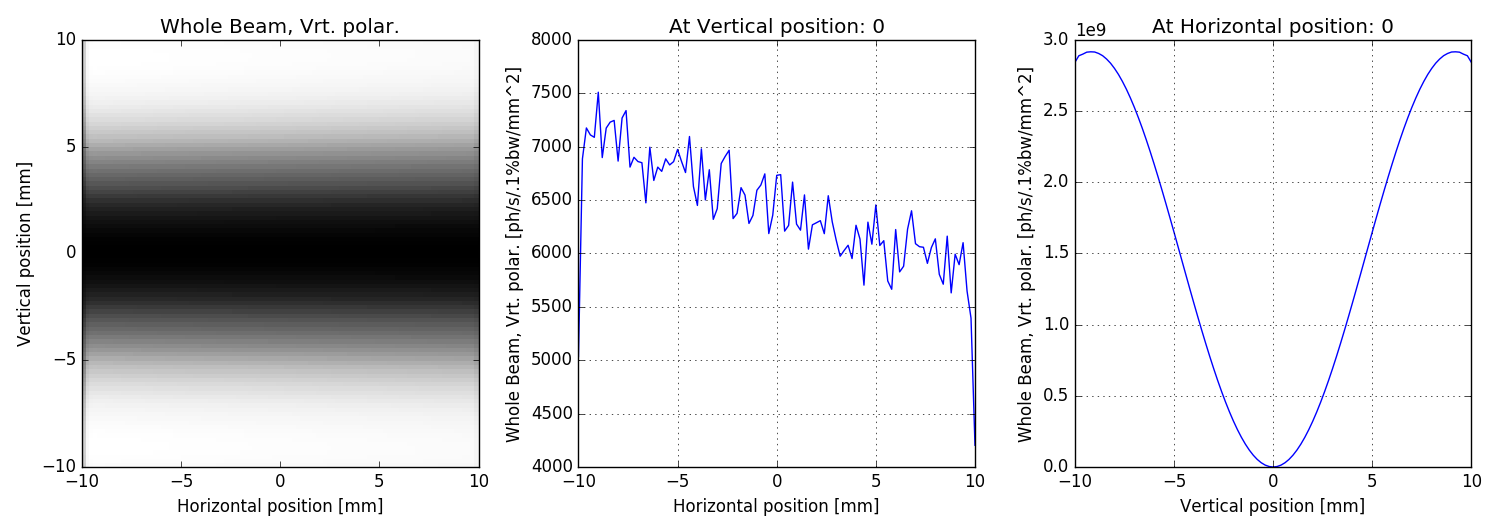 Whole Beam, Vrt. polar.
10
5
0
−5
−10
−10 −5 0 5 10
Vertical position [mm]
Horizontal position [mm]
At Vertical position: 0
8000
7500
7000
6500
6000
5500
5000
4500
4000
−10 −5 0 5 10
Whole Beam, Vrt. polar. [ph/s/.1%bw/mm^2]
Horizontal position [mm]
At Horizontal position: 0
1e9
3.0
2.5
2.0
1.5
1.0
0.5
0.0
−10 −5 0 5 10
Whole Beam, Vrt. polar. [ph/s/.1%bw/mm^2]
Vertical position [mm]